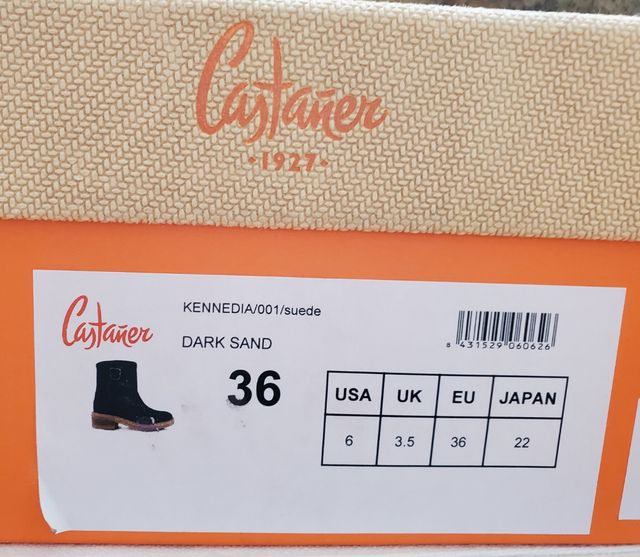 Castañer
·1927·
Castañer
KENNEDIA/001/suede
DARK SAND
36
8 431529 060626
USA UK EU JAPAN
6 3.5 36 22